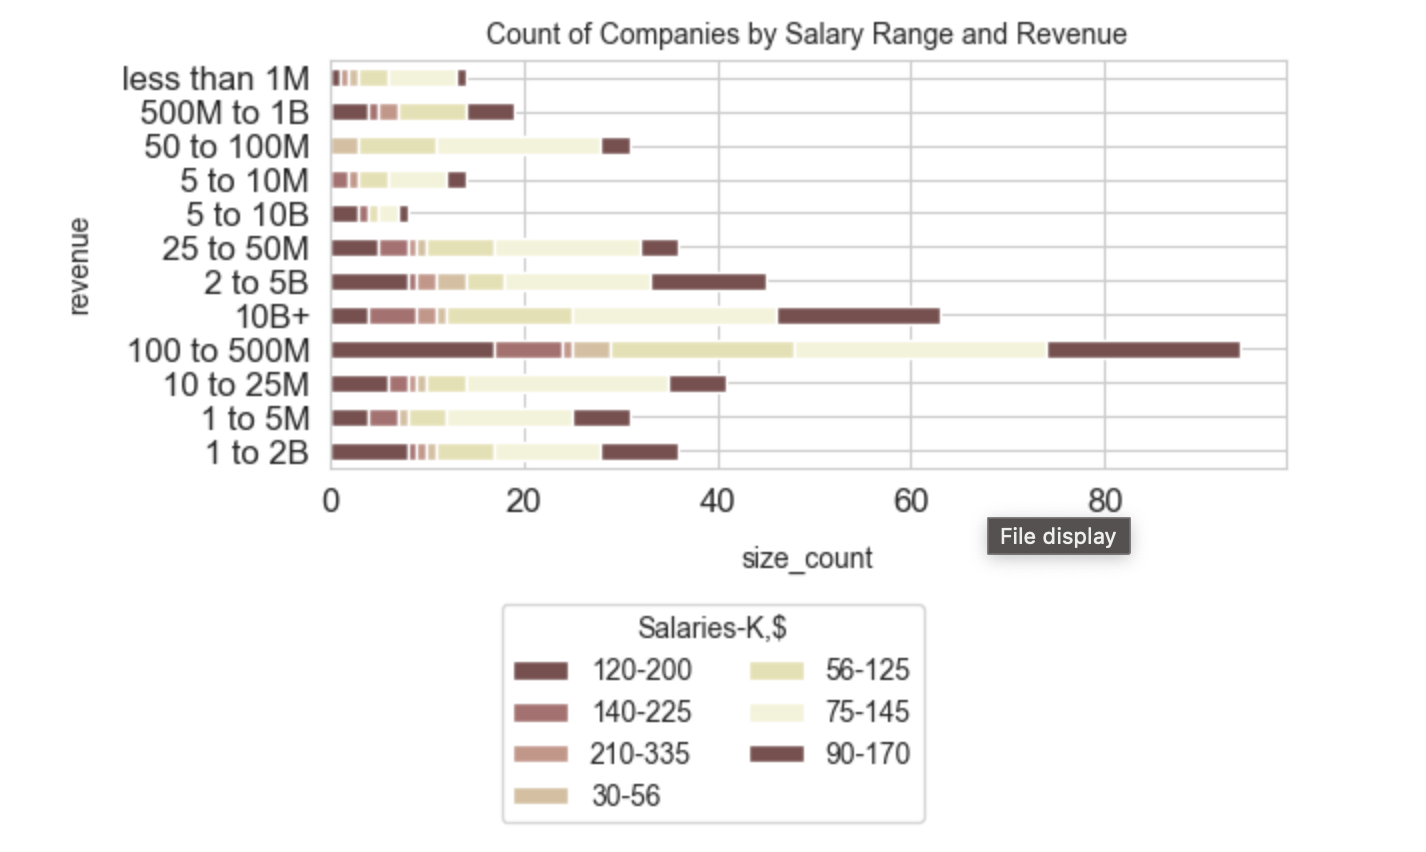 Count of Companies by Salary Range and Revenue
less than 1M
500M to 1B
50 to 100M
5 to 10M
5 to 10B
25 to 50M
2 to 5B
10B+
100 to 500M
10 to 25M
1 to 5M
1 to 2B
revenue
0 20 40 60 80
File display
size_count
Salaries-K,$
120-200 56-125
140-225 75-145
210-335 90-170
30-56